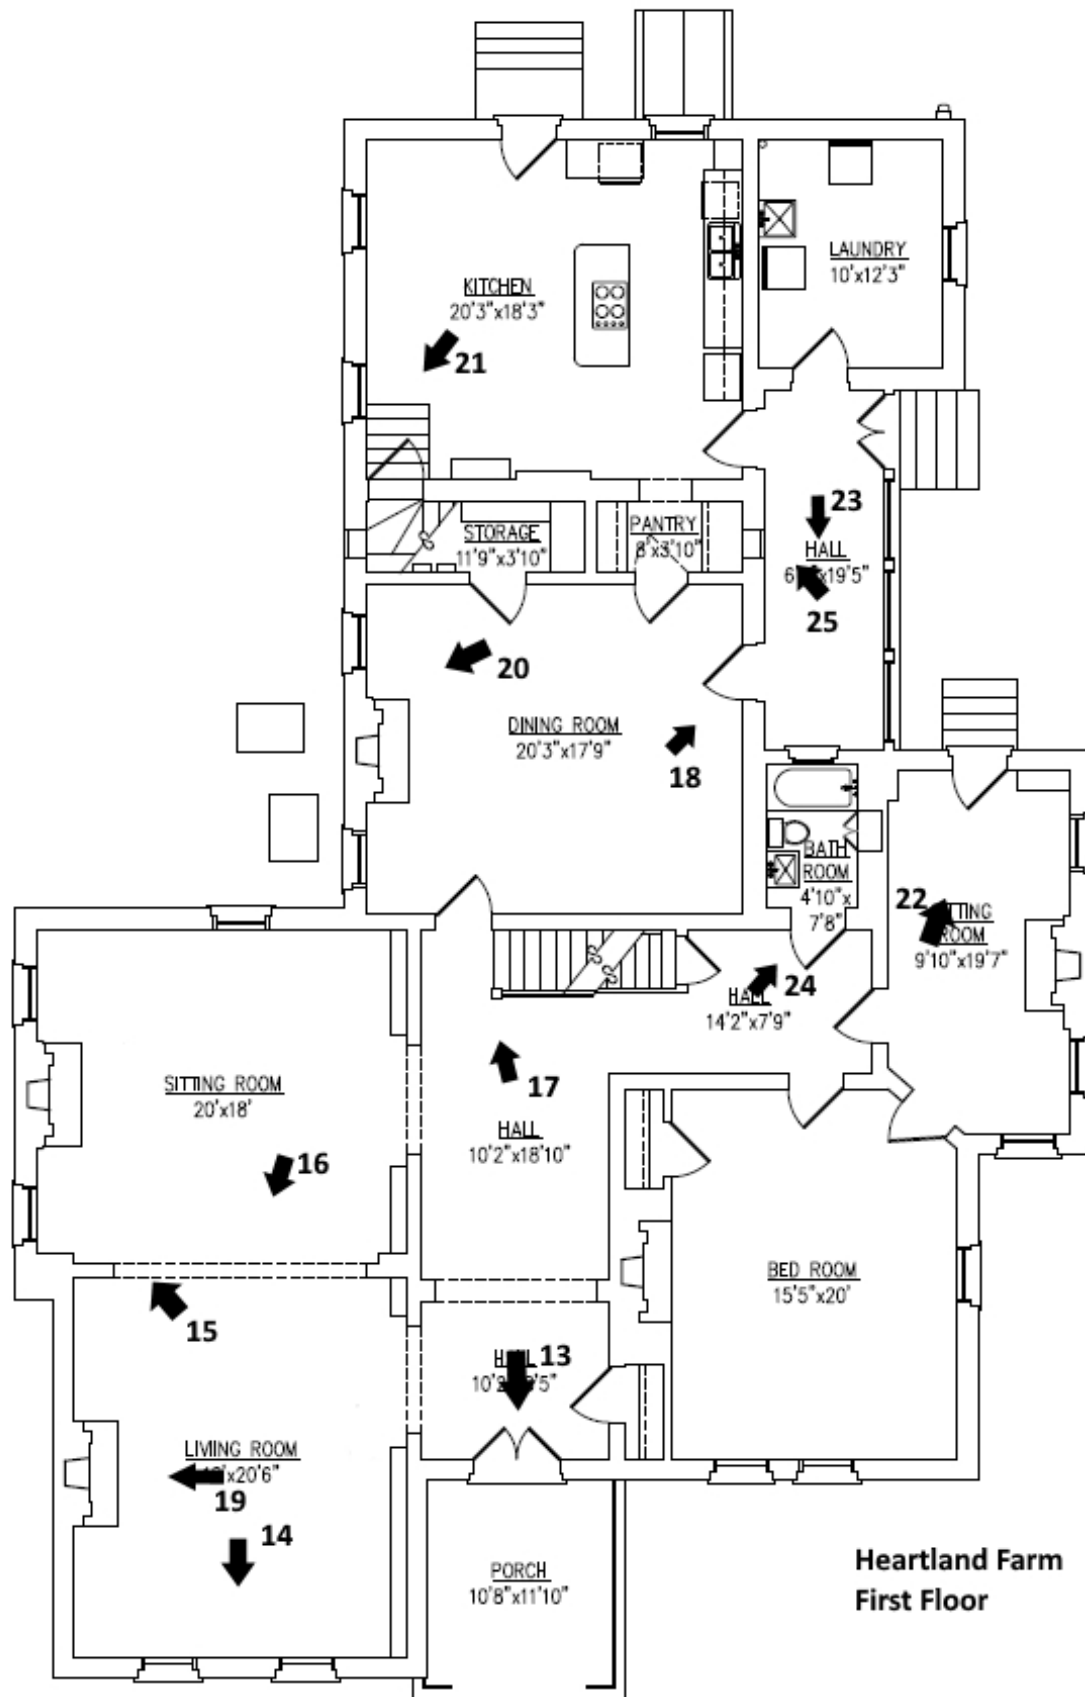 KITCHEN
20'3"x18'3"
LAUNDRY
10'x12'3"
21
STORAGE
11'9"x3'10"
PANTRY
8'x3'10"
23
HALL
x19'5"
25
20
DINING ROOM
20'3"x17'9"
18
BATH
ROOM
4'10"x
7'8"
22
ROOM
9'10"x19'7"
24
HALL
14'2"x7'9"
SITTING ROOM
20'x18'
17
HALL
10'2"x18'10"
16
BED ROOM
15'5"x20'
15
13
LIVING ROOM
x20'6"
19
14
PORCH
10'8"x11'10"
Heartland Farm
First Floor